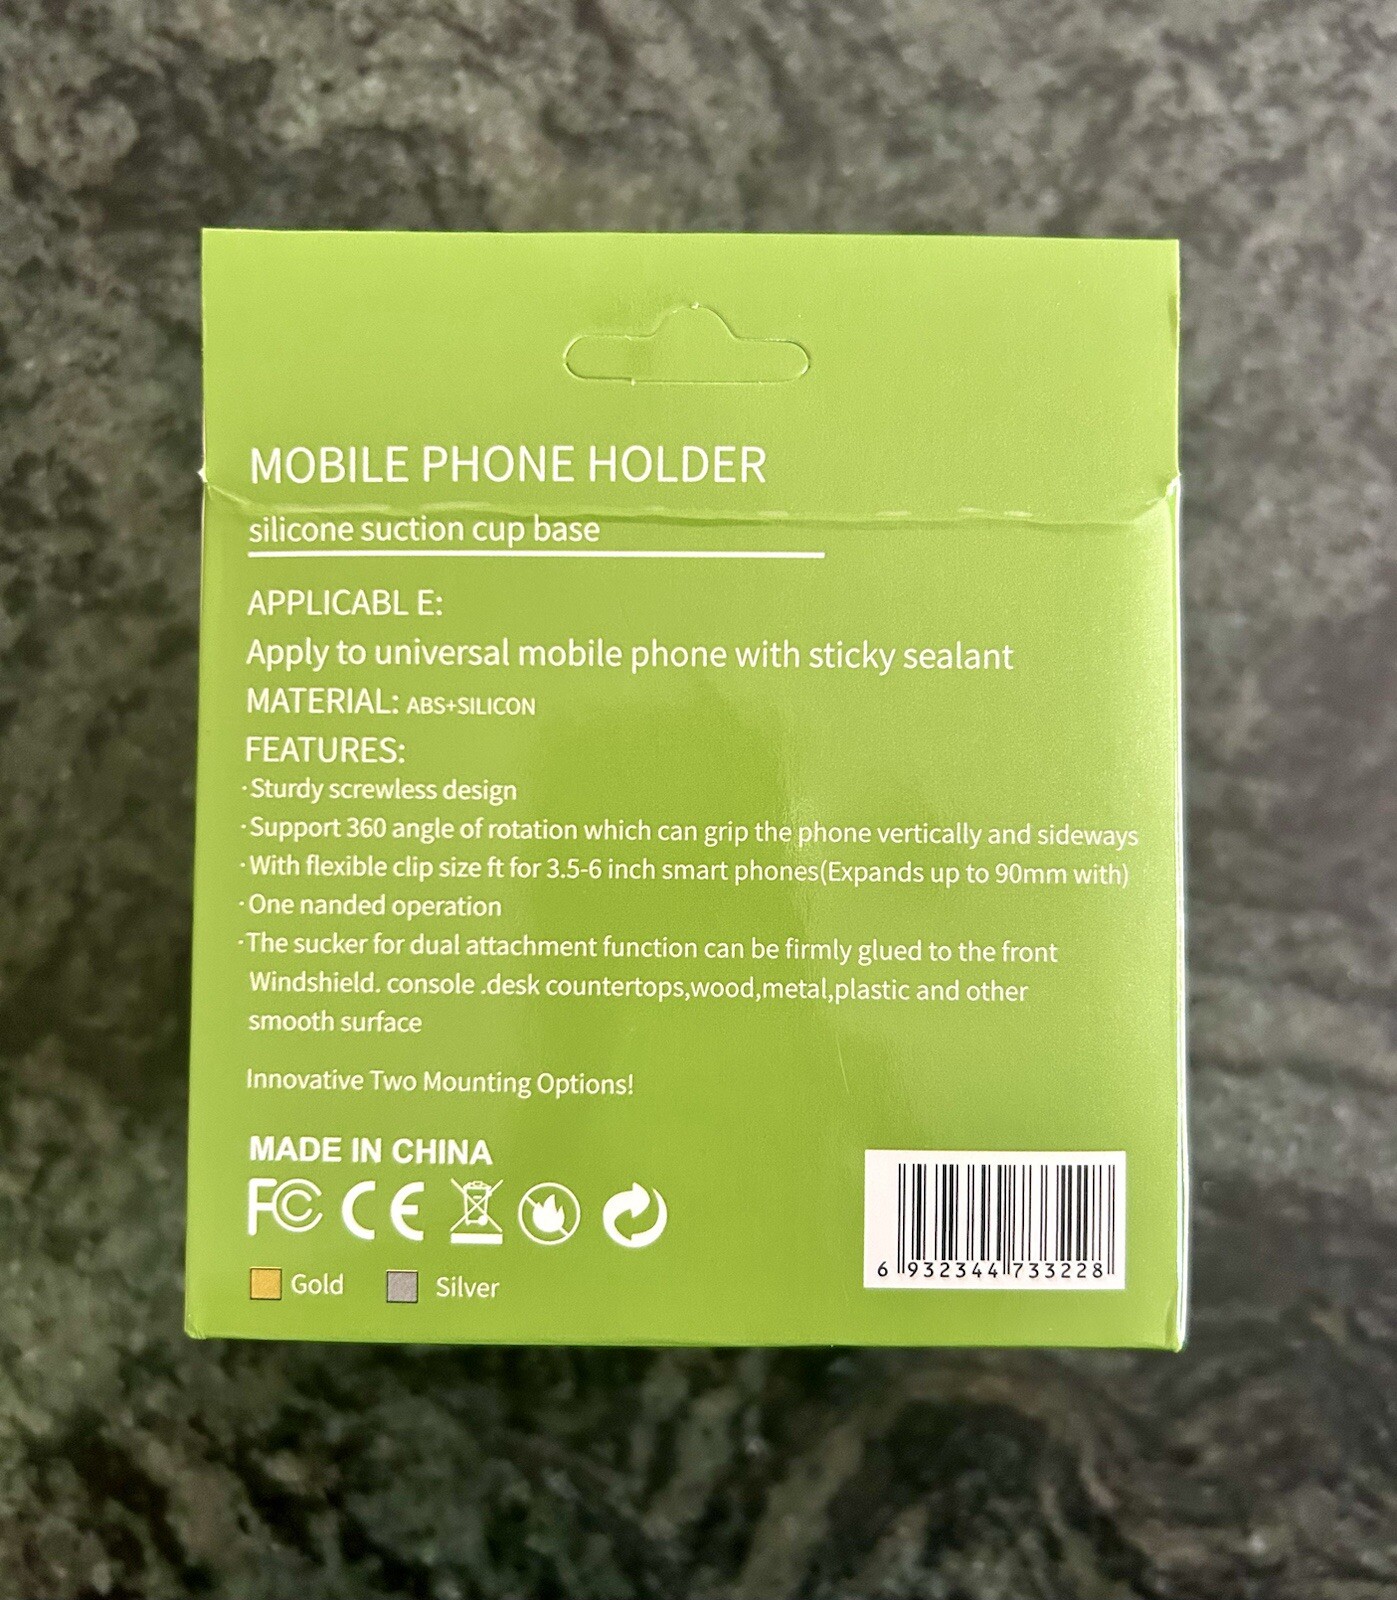 MOBILE PHONE HOLDER
silicone suction cup base
APPLICABL E:
Apply to universal mobile phone with sticky sealant
MATERIAL: ABS+SILICON
FEATURES:
·Sturdy screwless design
·Support 360 angle of rotation which can grip the phone vertically and sideways
·With flexible clip size ft for 3.5-6 inch smart phones(Expands up to 90mm with)
·One nanded operation
·The sucker for dual attachment function can be firmly glued to the front
Windshield. console .desk countertops,wood,metal,plastic and other
smooth surface
Innovative Two Mounting Options!
MADE IN CHINA
FC CE
Gold Silver
6 932344 733228